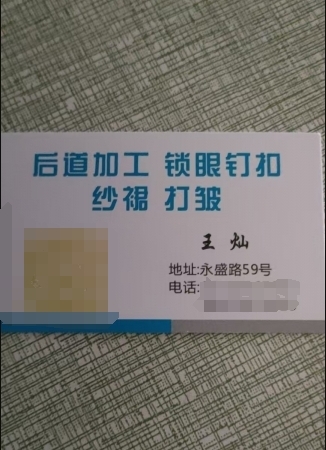 后道加工 锁眼钉扣
纱裙 打皱
王 灿
地址:永盛路59号
电话: